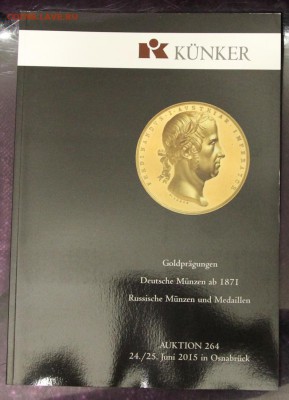 KÜNKER
Goldprägungen
Deutsche Münzen ab 1871
Russische Münzen und Medaillen
AUKTION 264
24./25. Juni 2015 in Osnabrück